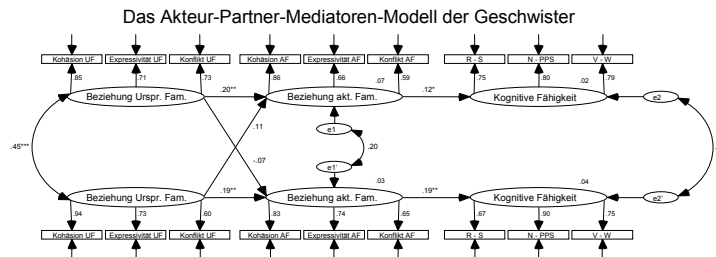 Das Akteur-Partner-Mediatoren-Modell der Geschwister
Kohäsion UF Expressivität UF Konflikt UF Kohäsion AF Expressivität AF Konflikt AF R - S N - PPS V - W
.85 .71 .73 .86 .66 .07 .59 .75 .80 .02 .79
Beziehung Urspr. Fam. .20** Beziehung akt. Fam. .12* Kognitive Fähigkeit e2
.11 e1
.45*** .20
-.07 e1'
.03 .04
Beziehung Urspr. Fam. .19** Beziehung akt. Fam. .19** Kognitive Fähigkeit e2'
.94 .73 .60 .83 .74 .65 .67 .90 .75
Kohäsion UF Expressivität UF Konflikt UF Kohäsion AF Expressivität AF Konflikt AF R - S N - PPS V - W